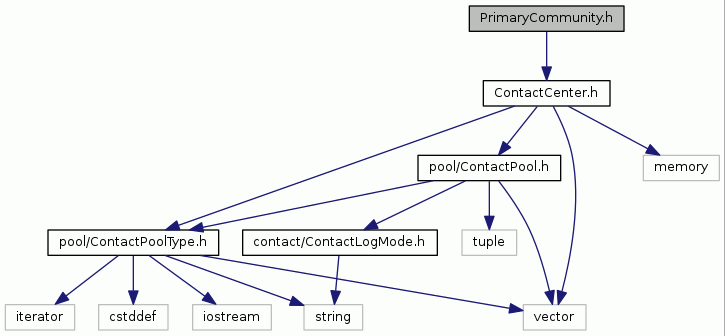 PrimaryCommunity.h
ContactCenter.h
pool/ContactPool.h
memory
pool/ContactPoolType.h
contact/ContactLogMode.h
tuple
iterator
cstddef
iostream
string
vector